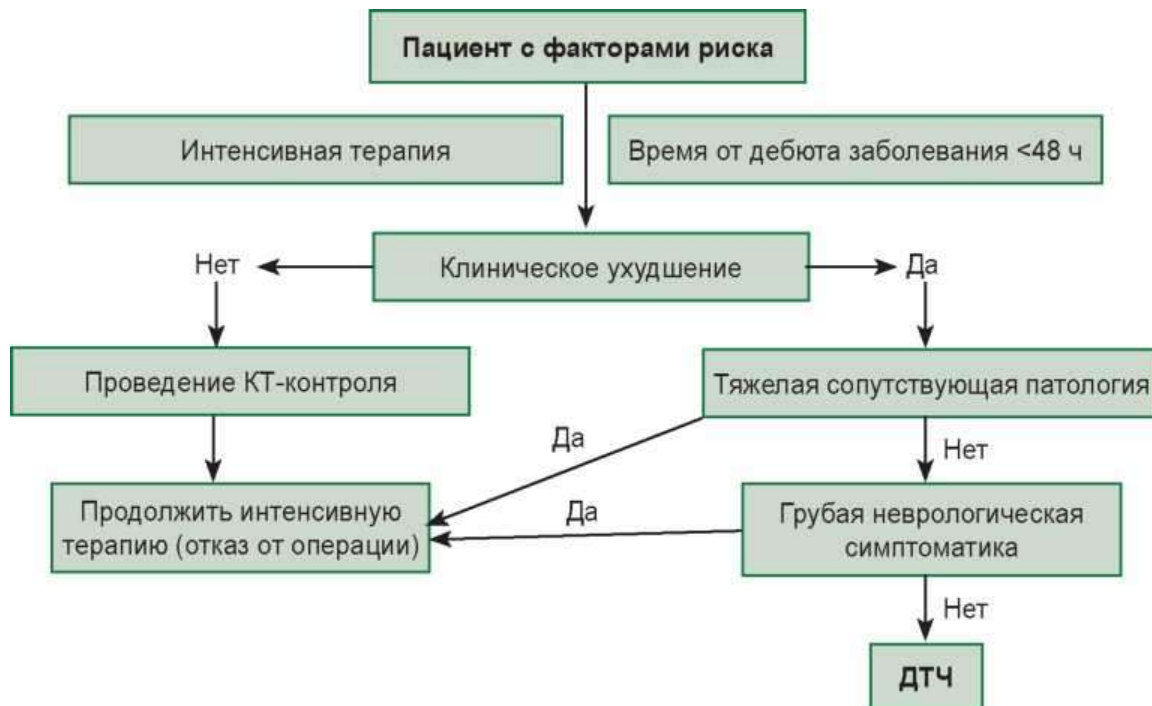 Пациент с факторами риска
Интенсивная терапия
Время от дебюта заболевания <48 ч
Нет
Клиническое ухудшение
Да
Проведение КТ-контроля
Тяжелая сопутствующая патология
Да
Нет
Продолжить интенсивную
терапию (отказ от операции)
Да
Грубая неврологическая
симптоматика
Нет
ДТЧ